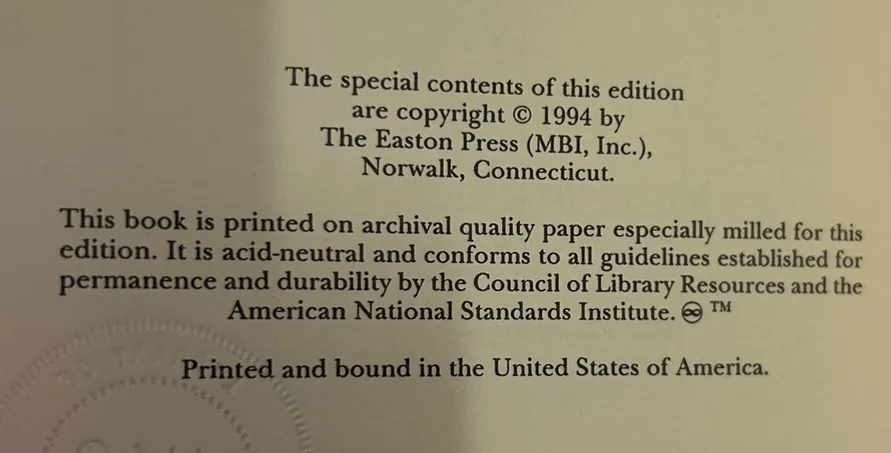 The special contents of this edition
are copyright © 1994 by
The Easton Press (MBI, Inc.),
Norwalk, Connecticut.
This book is printed on archival quality paper especially milled for this
edition. It is acid-neutral and conforms to all guidelines established for
permanence and durability by the Council of Library Resources and the
American National Standards Institute. ♾ ™
Printed and bound in the United States of America.